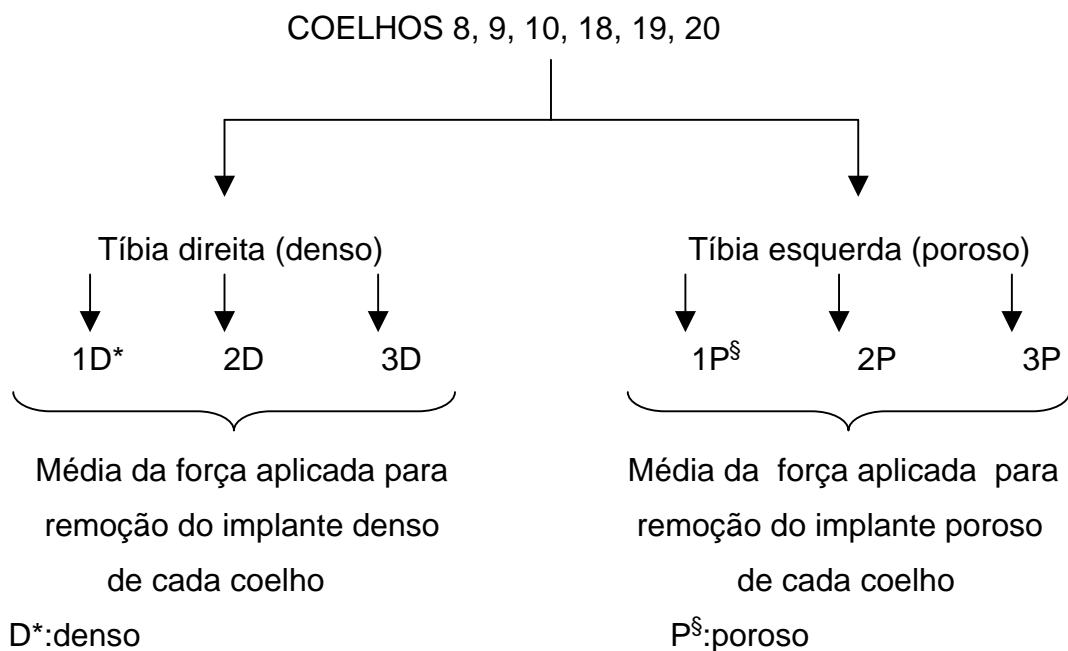 COELHOS 8, 9, 10, 18, 19, 20
Tíbia direita (denso)
Tíbia esquerda (poroso)
1D* 2D 3D
1P§ 2P 3P
Média da força aplicada para
remoção do implante denso
de cada coelho
Média da força aplicada para
remoção do implante poroso
de cada coelho
D*:denso
P§:poroso